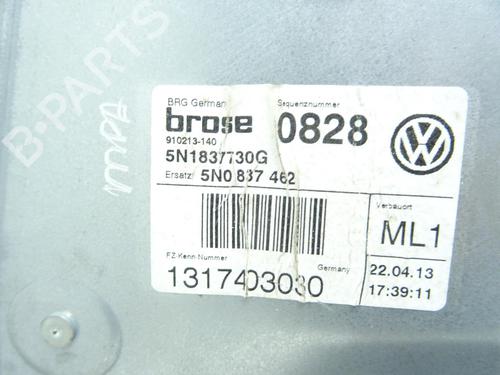 B-PARTS
BRG German
Sequenznummer
brose 0828
910213-140
5N1837730G
Ersatz/ 5N0 837 462
Verbauort
ML1
FZ-Kenn-Nummer
Germany
1317403030
22.04.13
17:39:11